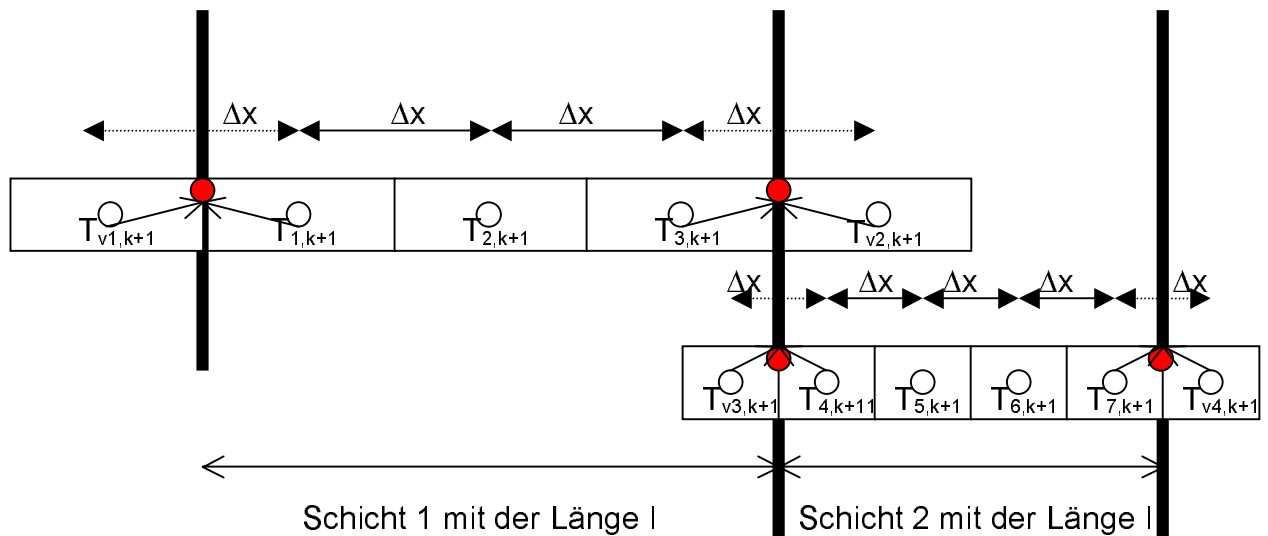 Δx Δx Δx Δx
Tv1,k+1 T1,k+1 T2,k+1 T3,k+1 Tv2,k+1
Δx Δx Δx Δx Δx
Tv3,k+1 T4,k+11 T5,k+1 T6,k+1 T7,k+1 Tv4,k+1
Schicht 1 mit der Länge l Schicht 2 mit der Länge l